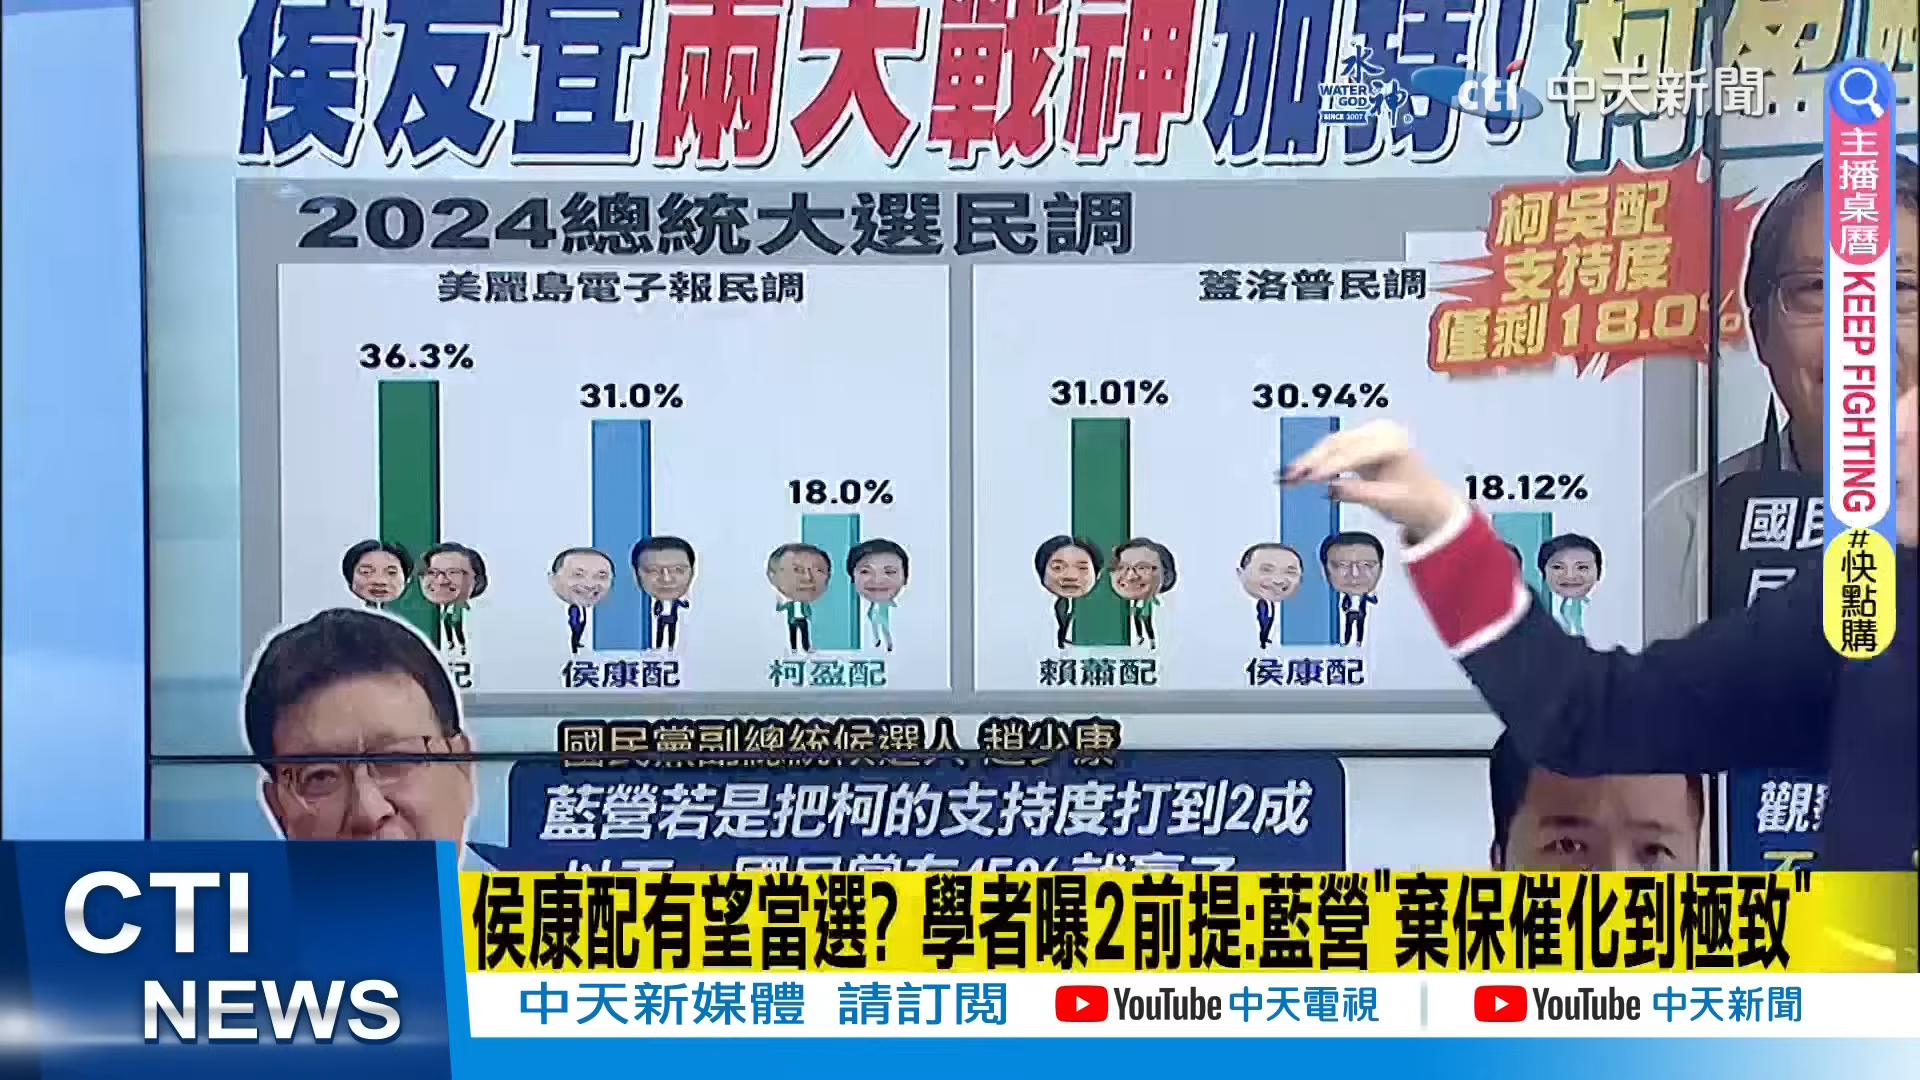 侯友宜兩大戰神加持!
水神
WATER GOD
SINCE 2007
cti 中天新聞
主播桌曆 KEEP FIGHTING #快點購
2024總統大選民調
柯吳配
支持度
僅剩18.0%
美麗島電子報民調
蓋洛普民調
36.3%
31.0%
18.0%
31.01%
30.94%
18.12%
配
侯康配
柯盈配
賴蕭配
侯康配
國民黨副總統候選人 趙少康
藍營若是把柯的支持度打到2成
侯康配有望當選? 學者曝2前提:藍營"棄保催化到極致"
CTI
NEWS
中天新媒體 請訂閱 YouTube 中天電視 | YouTube 中天新聞